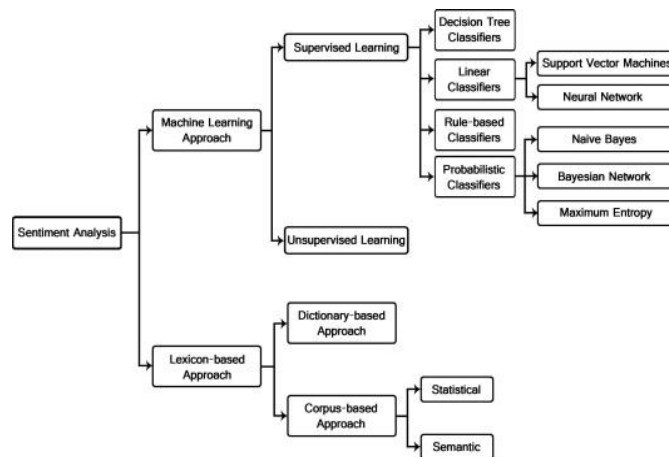 Decision Tree
Classifiers
Supervised Learning
Linear
Classifiers
Support Vector Machines
Neural Network
Machine Learning
Approach
Rule-based
Classifiers
Naive Bayes
Probabilistic
Classifiers
Bayesian Network
Maximum Entropy
Sentiment Analysis
Unsupervised Learning
Dictionary-based
Approach
Lexicon-based
Approach
Statistical
Corpus-based
Approach
Semantic